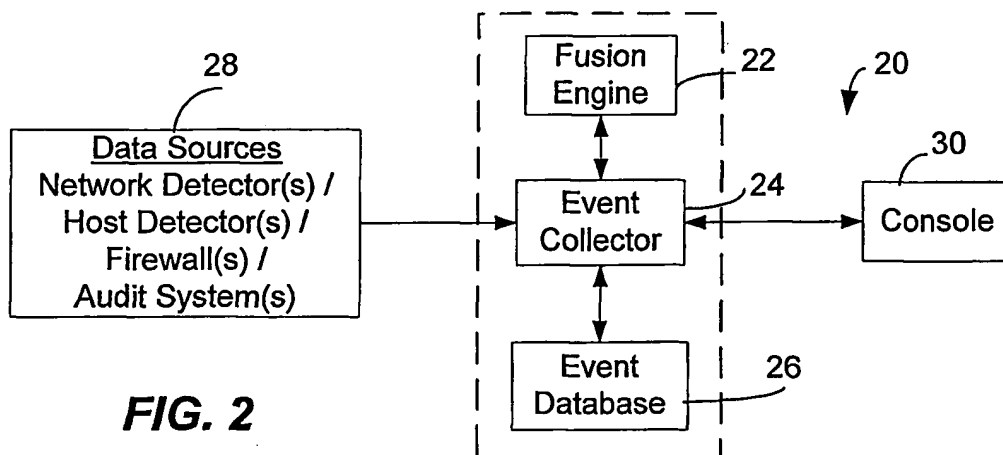 28
Data Sources
Network Detector(s) /
Host Detector(s) /
Firewall(s) /
Audit System(s)
Fusion
Engine
22
20
Event
Collector
24
30
Console
Event
Database
26
FIG. 2